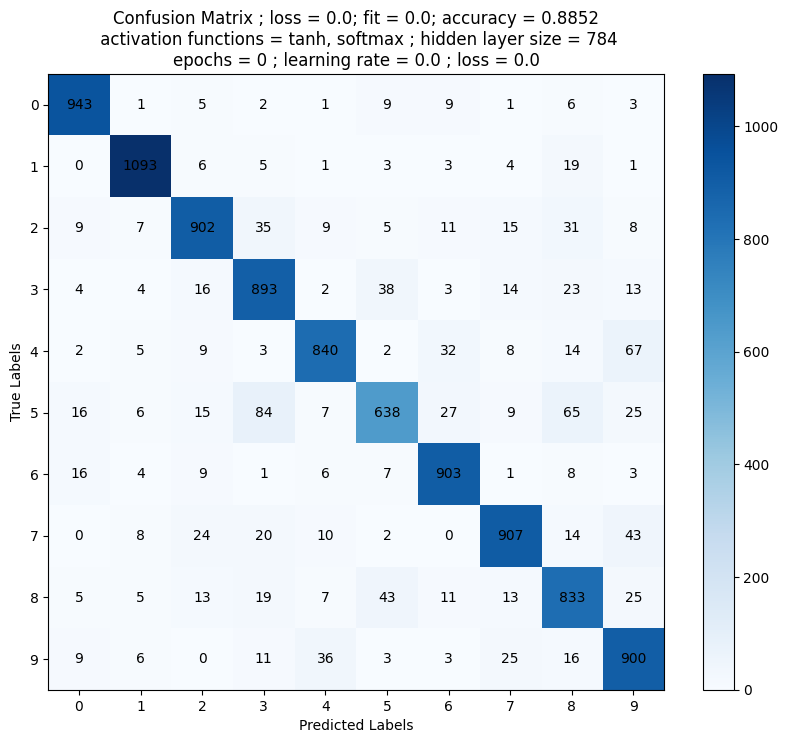 Confusion Matrix ; loss = 0.0; fit = 0.0; accuracy = 0.8852
activation functions = tanh, softmax ; hidden layer size = 784
epochs = 0 ; learning rate = 0.0 ; loss = 0.0
0 943 1 5 2 1 9 9 1 6 3
1 0 1093 6 5 1 3 3 4 19 1
2 9 7 902 35 9 5 11 15 31 8
3 4 4 16 893 2 38 3 14 23 13
4 2 5 9 3 840 2 32 8 14 67
5 16 6 15 84 7 638 27 9 65 25
6 16 4 9 1 6 7 903 1 8 3
7 0 8 24 20 10 2 0 907 14 43
8 5 5 13 19 7 43 11 13 833 25
9 9 6 0 11 36 3 3 25 16 900
0 1 2 3 4 5 6 7 8 9
True Labels
Predicted Labels
1000
800
600
400
200
0